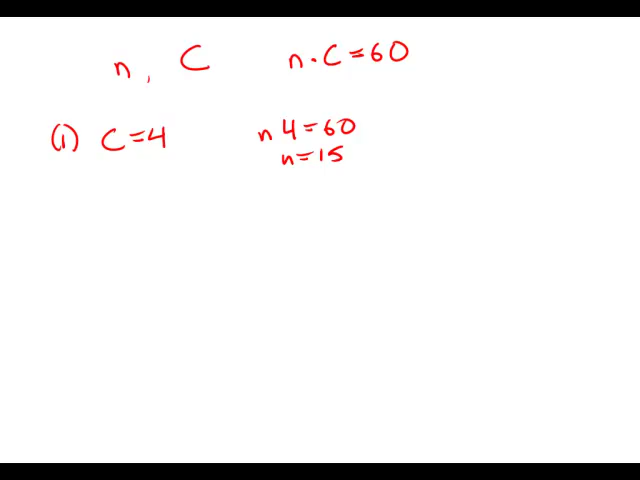 n , C n · C = 60
(1) C = 4 n 4 = 60
n = 15